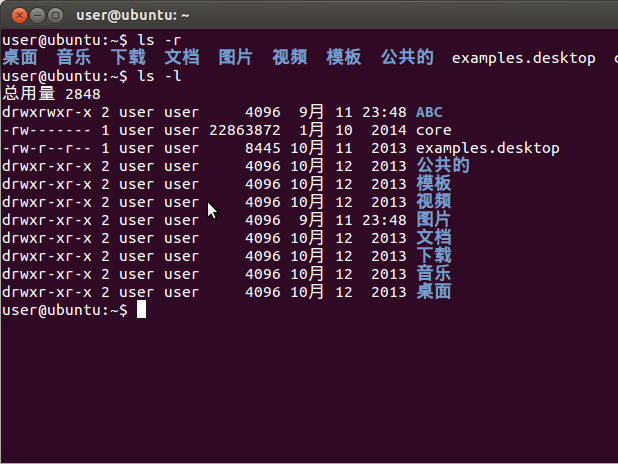 user@ubuntu: ~
user@ubuntu:~$ ls -r
桌面 音乐 下载 文档 图片 视频 模板 公共的 examples.desktop
user@ubuntu:~$ ls -l
总用量 2848
drwxrwxr-x 2 user user 4096 9月 11 23:48 ABC
-rw------- 1 user user 22863872 1月 10 2014 core
-rw-r--r-- 1 user user 8445 10月 11 2013 examples.desktop
drwxr-xr-x 2 user user 4096 10月 12 2013 公共的
drwxr-xr-x 2 user user 4096 10月 12 2013 模板
drwxr-xr-x 2 user user 4096 10月 12 2013 视频
drwxr-xr-x 2 user user 4096 9月 11 23:48 图片
drwxr-xr-x 2 user user 4096 10月 12 2013 文档
drwxr-xr-x 2 user user 4096 10月 12 2013 下载
drwxr-xr-x 2 user user 4096 10月 12 2013 音乐
drwxr-xr-x 2 user user 4096 10月 12 2013 桌面
user@ubuntu:~$